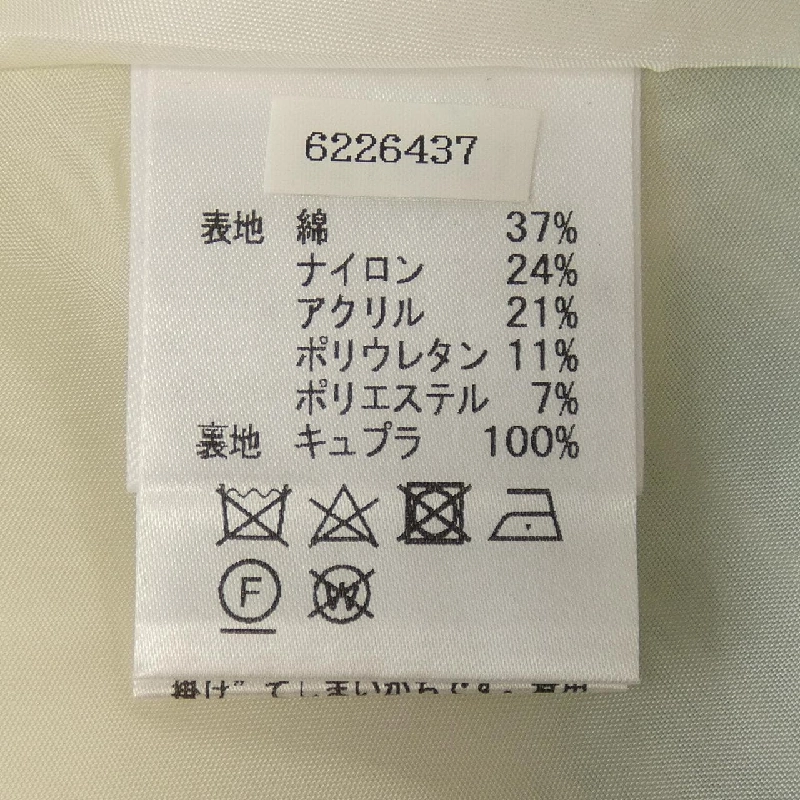 6226437
表地 綿 37%
ナイロン 24%
アクリル 21%
ポリウレタン 11%
ポリエステル 7%
裏地 キュプラ 100%
F W